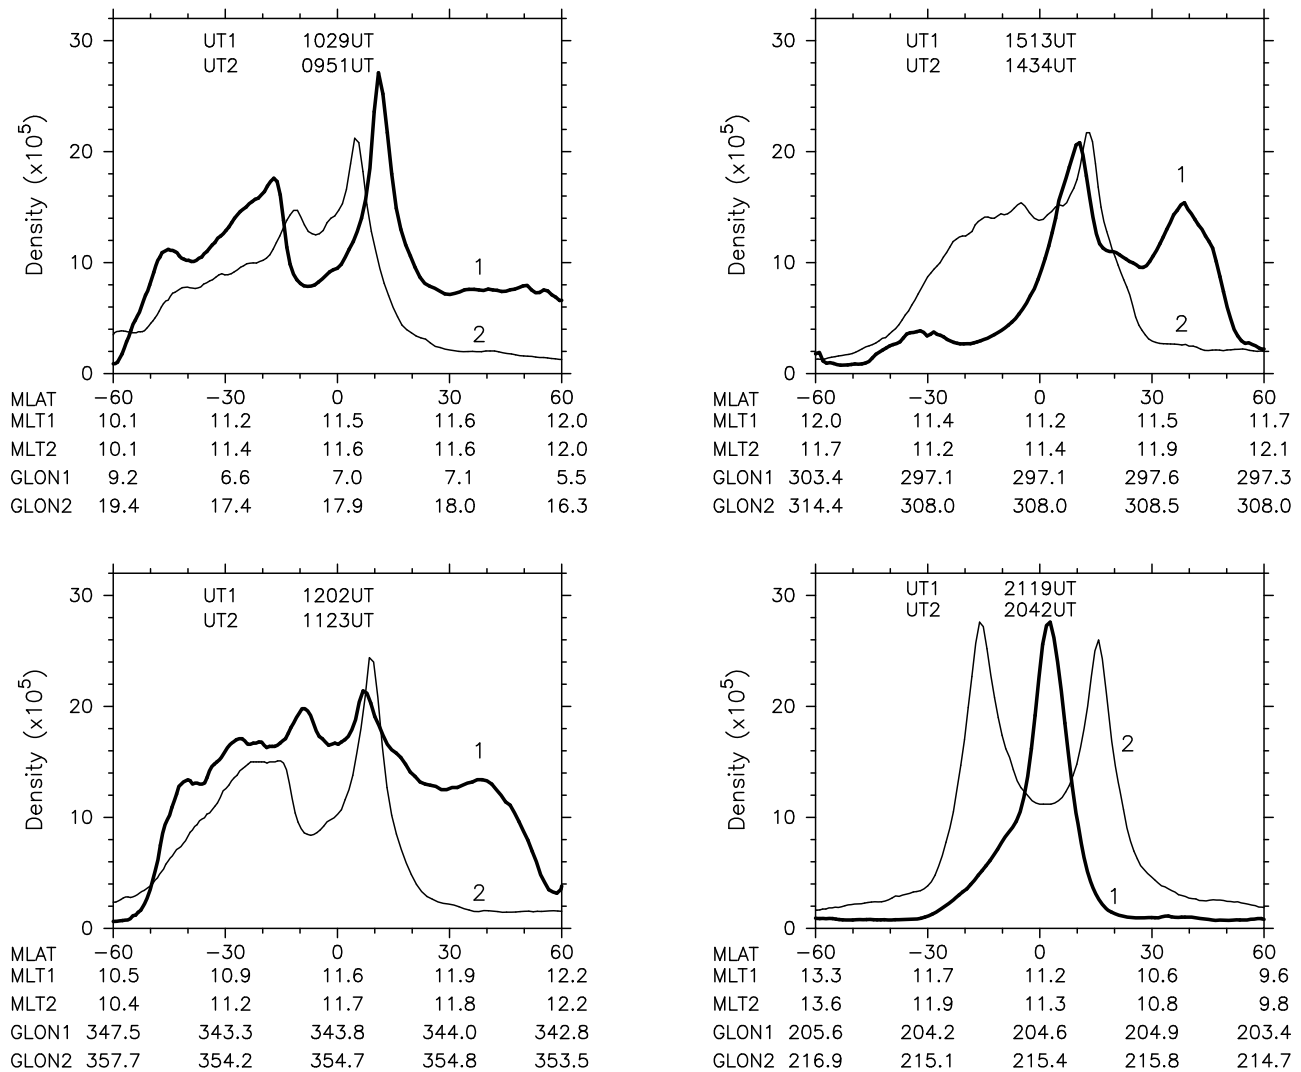 30
20
10
0
Density (x10⁵)
UT1 1029UT
UT2 0951UT
1
2
MLAT −60 −30 0 30 60
MLT1 10.1 11.2 11.5 11.6 12.0
MLT2 10.1 11.4 11.6 11.6 12.0
GLON1 9.2 6.6 7.0 7.1 5.5
GLON2 19.4 17.4 17.9 18.0 16.3
30
20
10
0
Density (x10⁵)
UT1 1513UT
UT2 1434UT
1
2
MLAT −60 −30 0 30 60
MLT1 12.0 11.4 11.2 11.5 11.7
MLT2 11.7 11.2 11.4 11.9 12.1
GLON1 303.4 297.1 297.1 297.6 297.3
GLON2 314.4 308.0 308.0 308.5 308.0
30
20
10
0
Density (x10⁵)
UT1 1202UT
UT2 1123UT
1
2
MLAT −60 −30 0 30 60
MLT1 10.5 10.9 11.6 11.9 12.2
MLT2 10.4 11.2 11.7 11.8 12.2
GLON1 347.5 343.3 343.8 344.0 342.8
GLON2 357.7 354.2 354.7 354.8 353.5
30
20
10
0
Density (x10⁵)
UT1 2119UT
UT2 2042UT
2
1
MLAT −60 −30 0 30 60
MLT1 13.3 11.7 11.2 10.6 9.6
MLT2 13.6 11.9 11.3 10.8 9.8
GLON1 205.6 204.2 204.6 204.9 203.4
GLON2 216.9 215.1 215.4 215.8 214.7